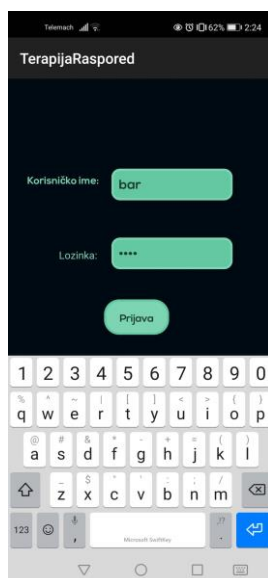 Telemach 62% 2:24
TerapijaRaspored
Korisničko ime: bar
Lozinka: ••••
Prijava
1 2 3 4 5 6 7 8 9 0
q w e r t y u i o p
a s d f g h j k l
z x c v b n m
123 , Microsoft SwiftKey .